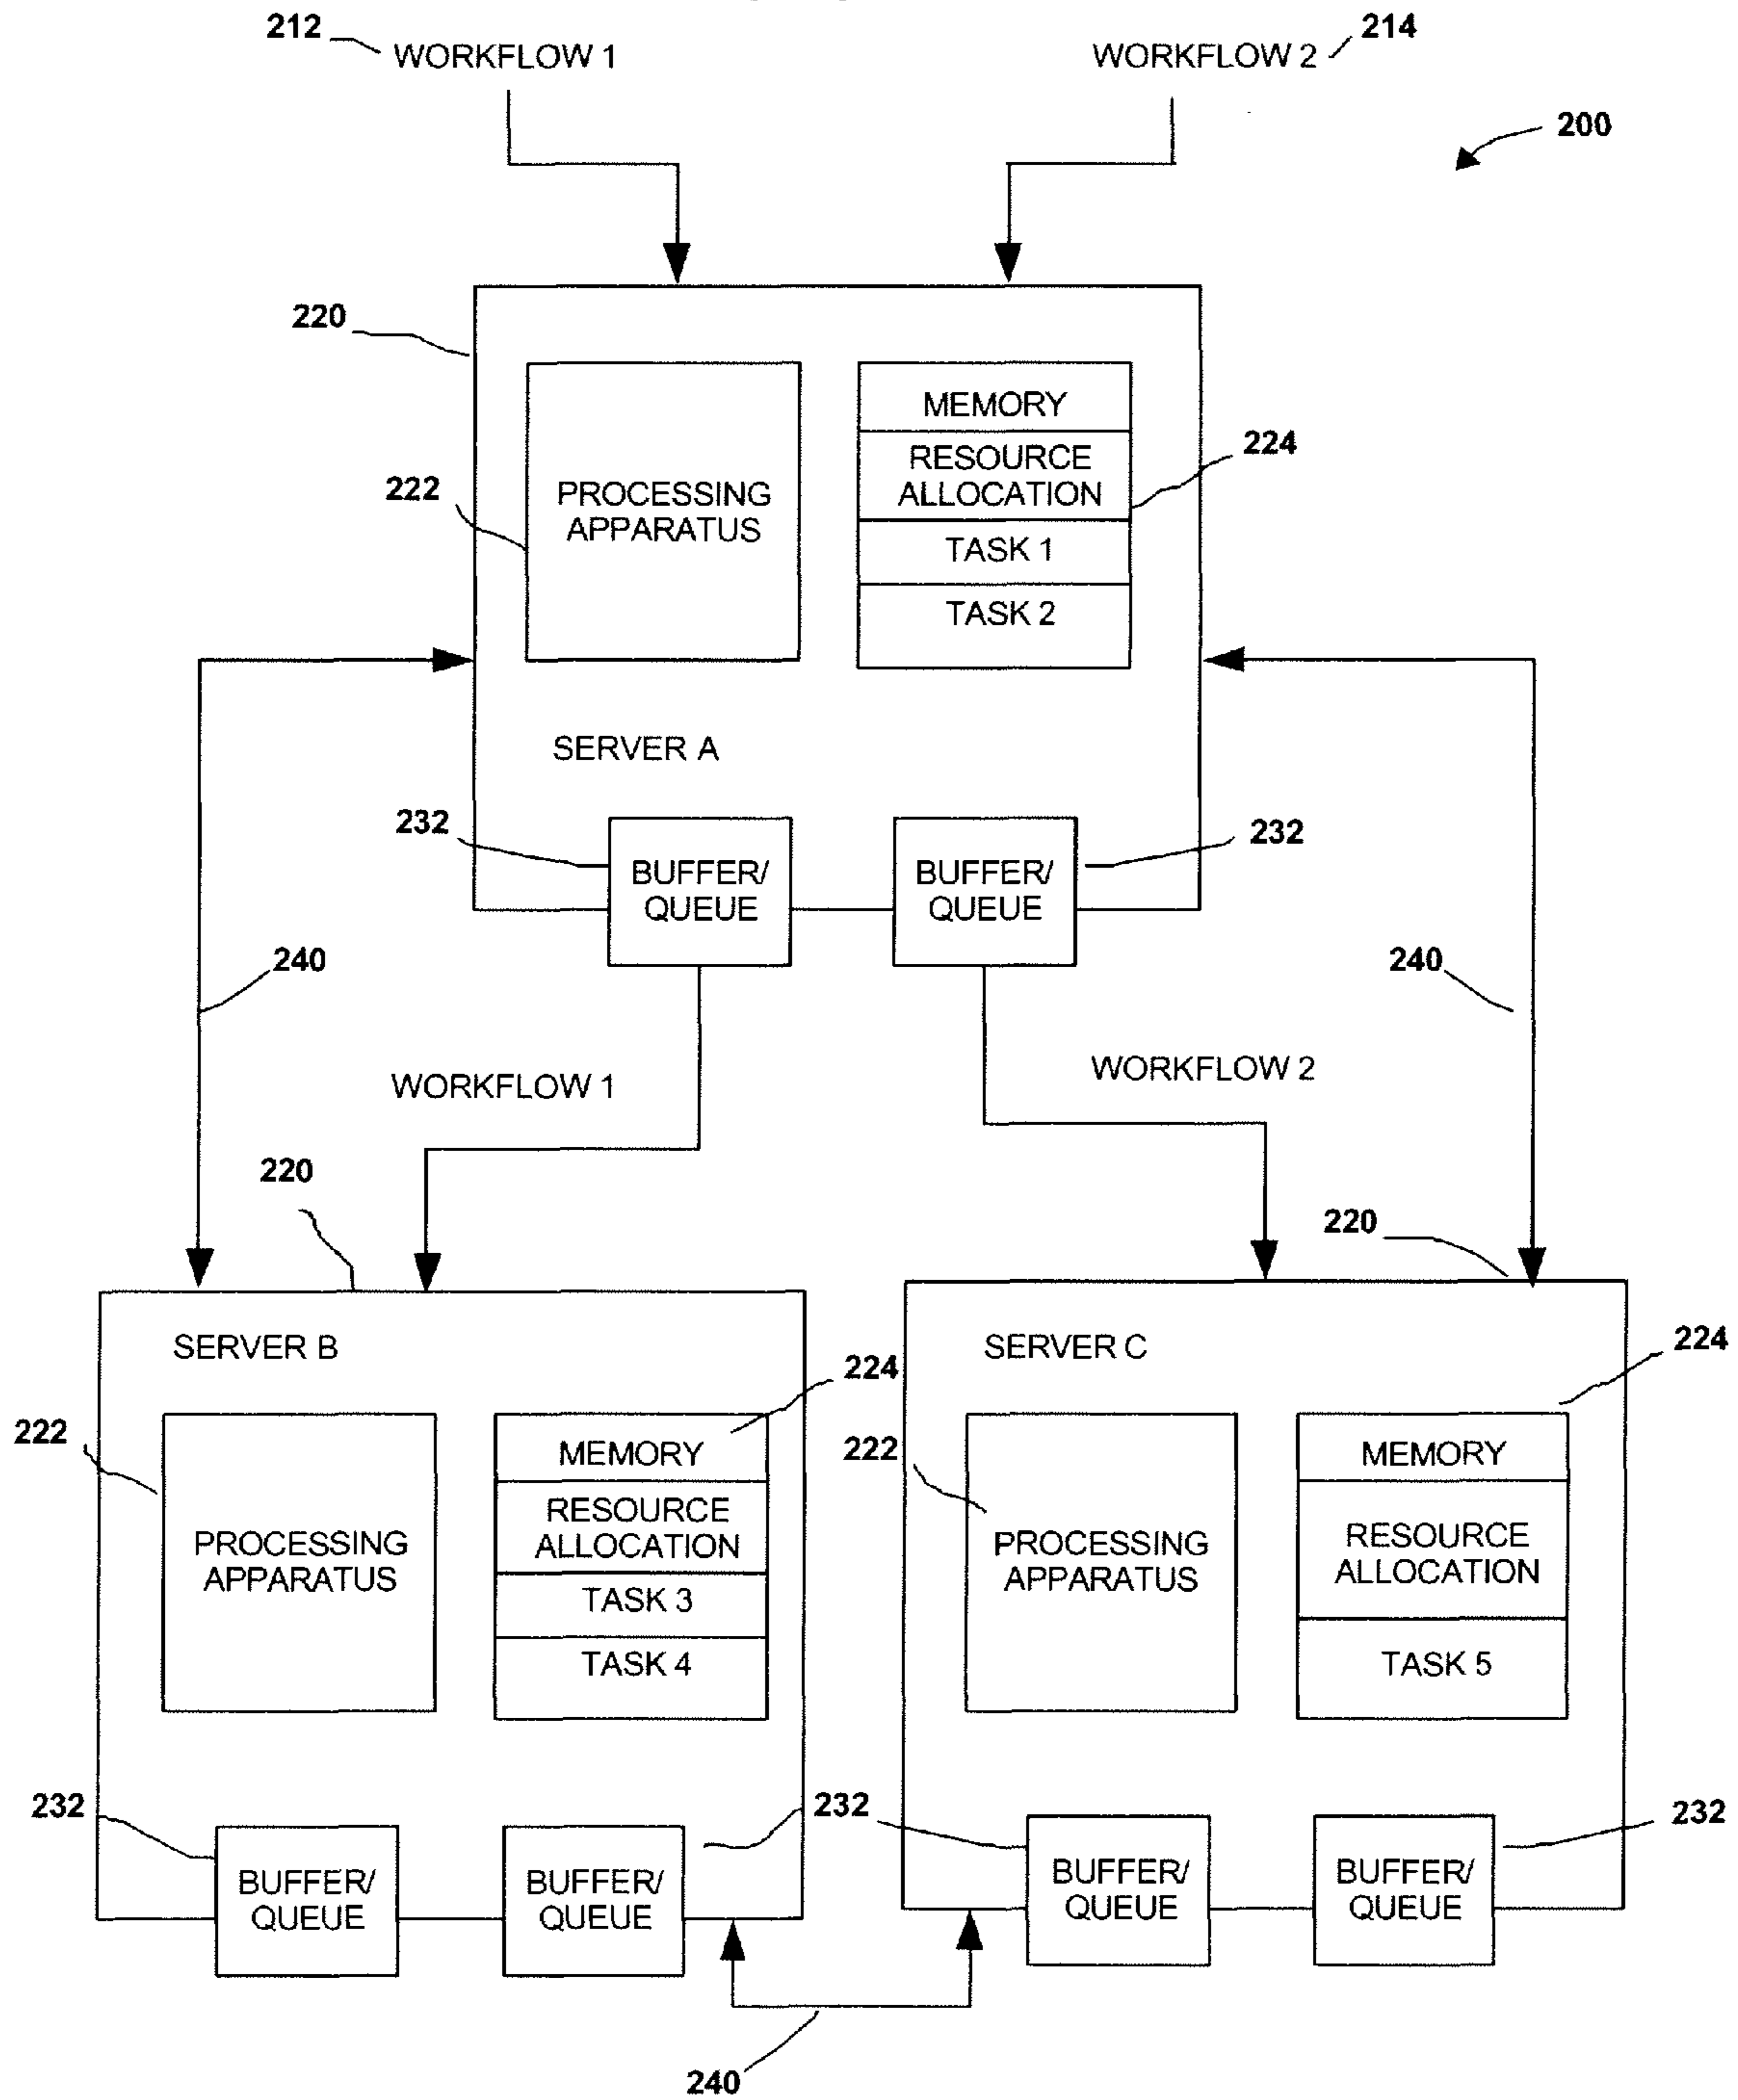 212
WORKFLOW 1
WORKFLOW 2
214
200
220
MEMORY
RESOURCE
ALLOCATION
224
222
PROCESSING
APPARATUS
TASK 1
TASK 2
SERVER A
232
BUFFER/
QUEUE
BUFFER/
QUEUE
232
240
240
WORKFLOW 1
WORKFLOW 2
220
220
SERVER B
SERVER C
224
224
222
MEMORY
RESOURCE
ALLOCATION
PROCESSING
APPARATUS
TASK 3
TASK 4
222
MEMORY
RESOURCE
ALLOCATION
PROCESSING
APPARATUS
TASK 5
232
BUFFER/
QUEUE
BUFFER/
QUEUE
232
BUFFER/
QUEUE
BUFFER/
QUEUE
232
240